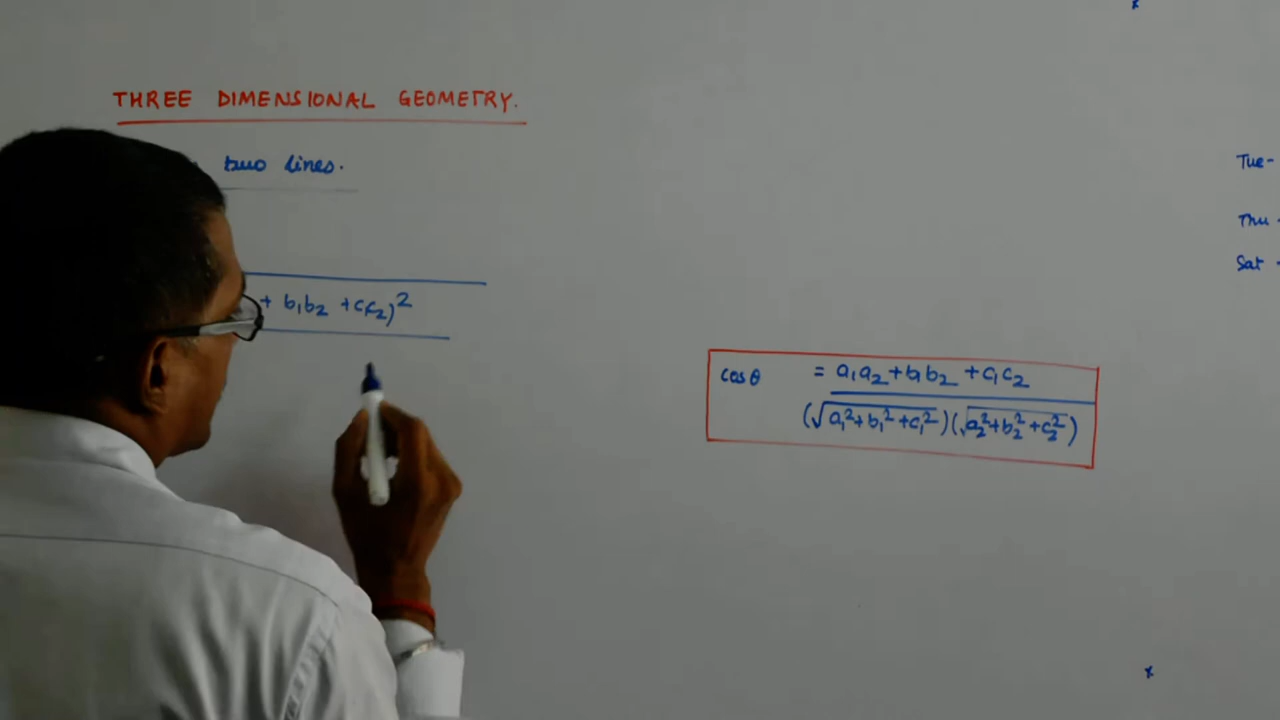 THREE DIMENSIONAL GEOMETRY.
two lines.
+ b₁b₂ + c₁c₂)²
cos θ = a₁a₂ + b₁b₂ + c₁c₂
(√a₁² + b₁² + c₁²)(√a₂² + b₂² + c₂²)
Tue-
Thu -
Sat -